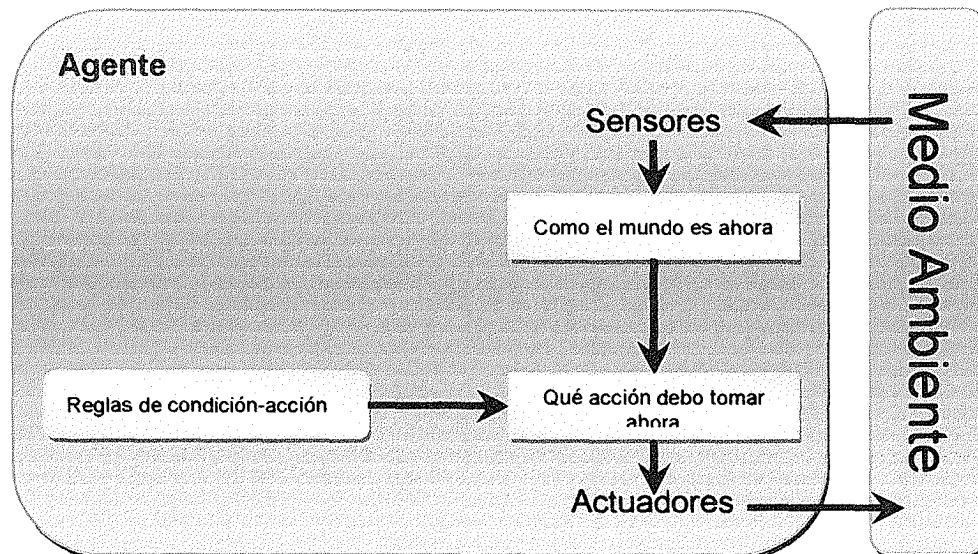 Agente
Sensores
Como el mundo es ahora
Reglas de condición-acción
Qué acción debo tomar
ahora
Actuadores
Medio Ambiente